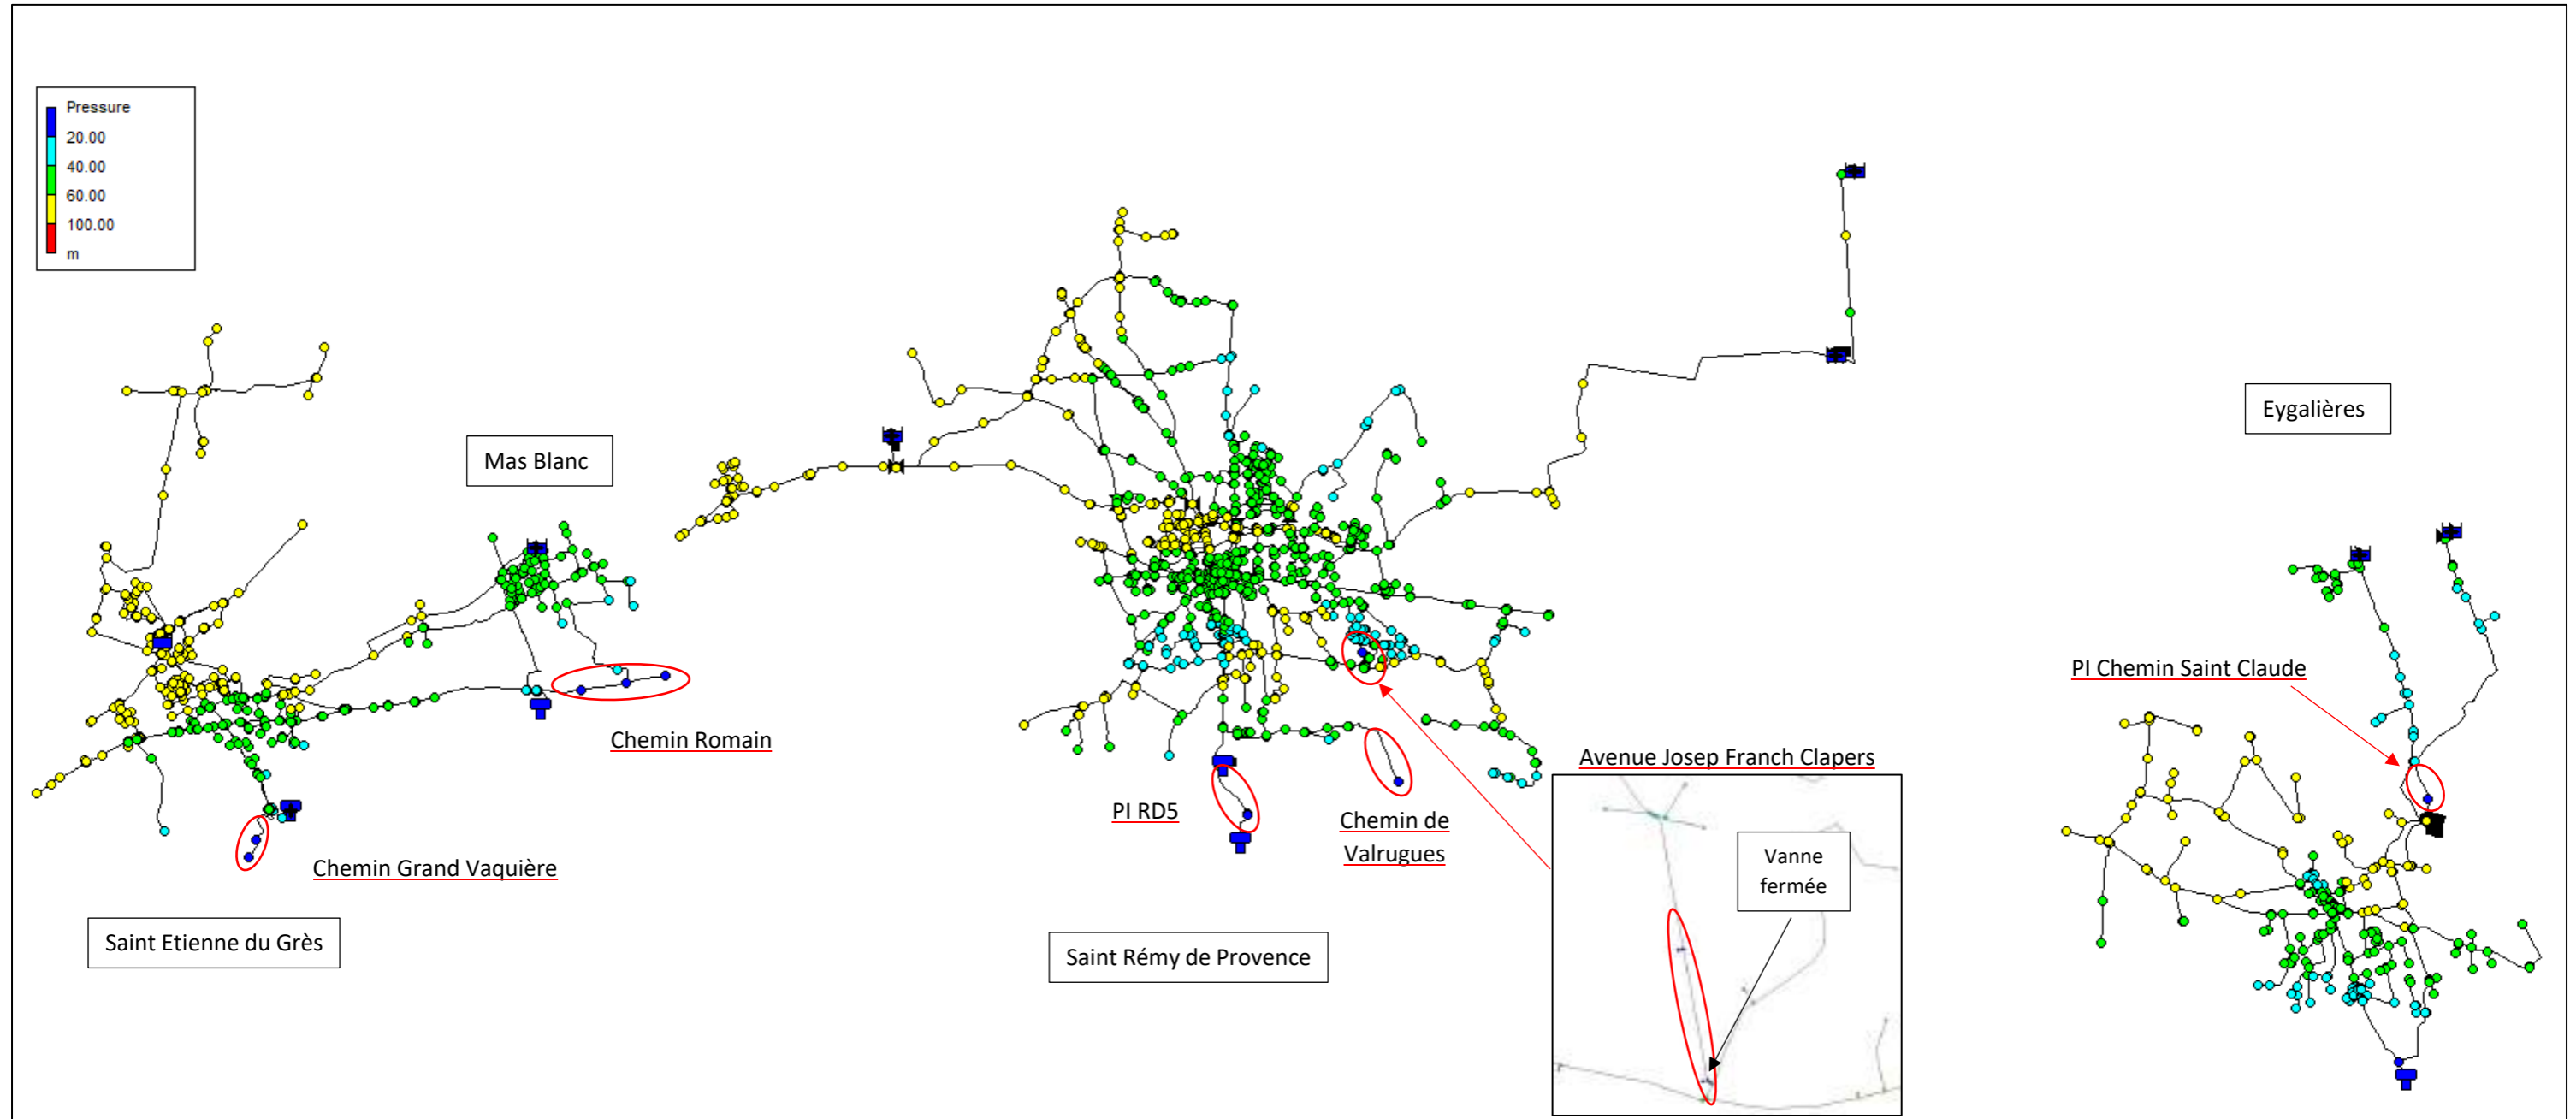 Pressure
20.00
40.00
60.00
100.00
m
Mas Blanc
Eygalières
PI Chemin Saint Claude
Chemin Romain
Avenue Josep Franch Clapers
PI RD5
Chemin de
Valrugues
Vanne
fermée
Chemin Grand Vaquière
Saint Etienne du Grès
Saint Rémy de Provence